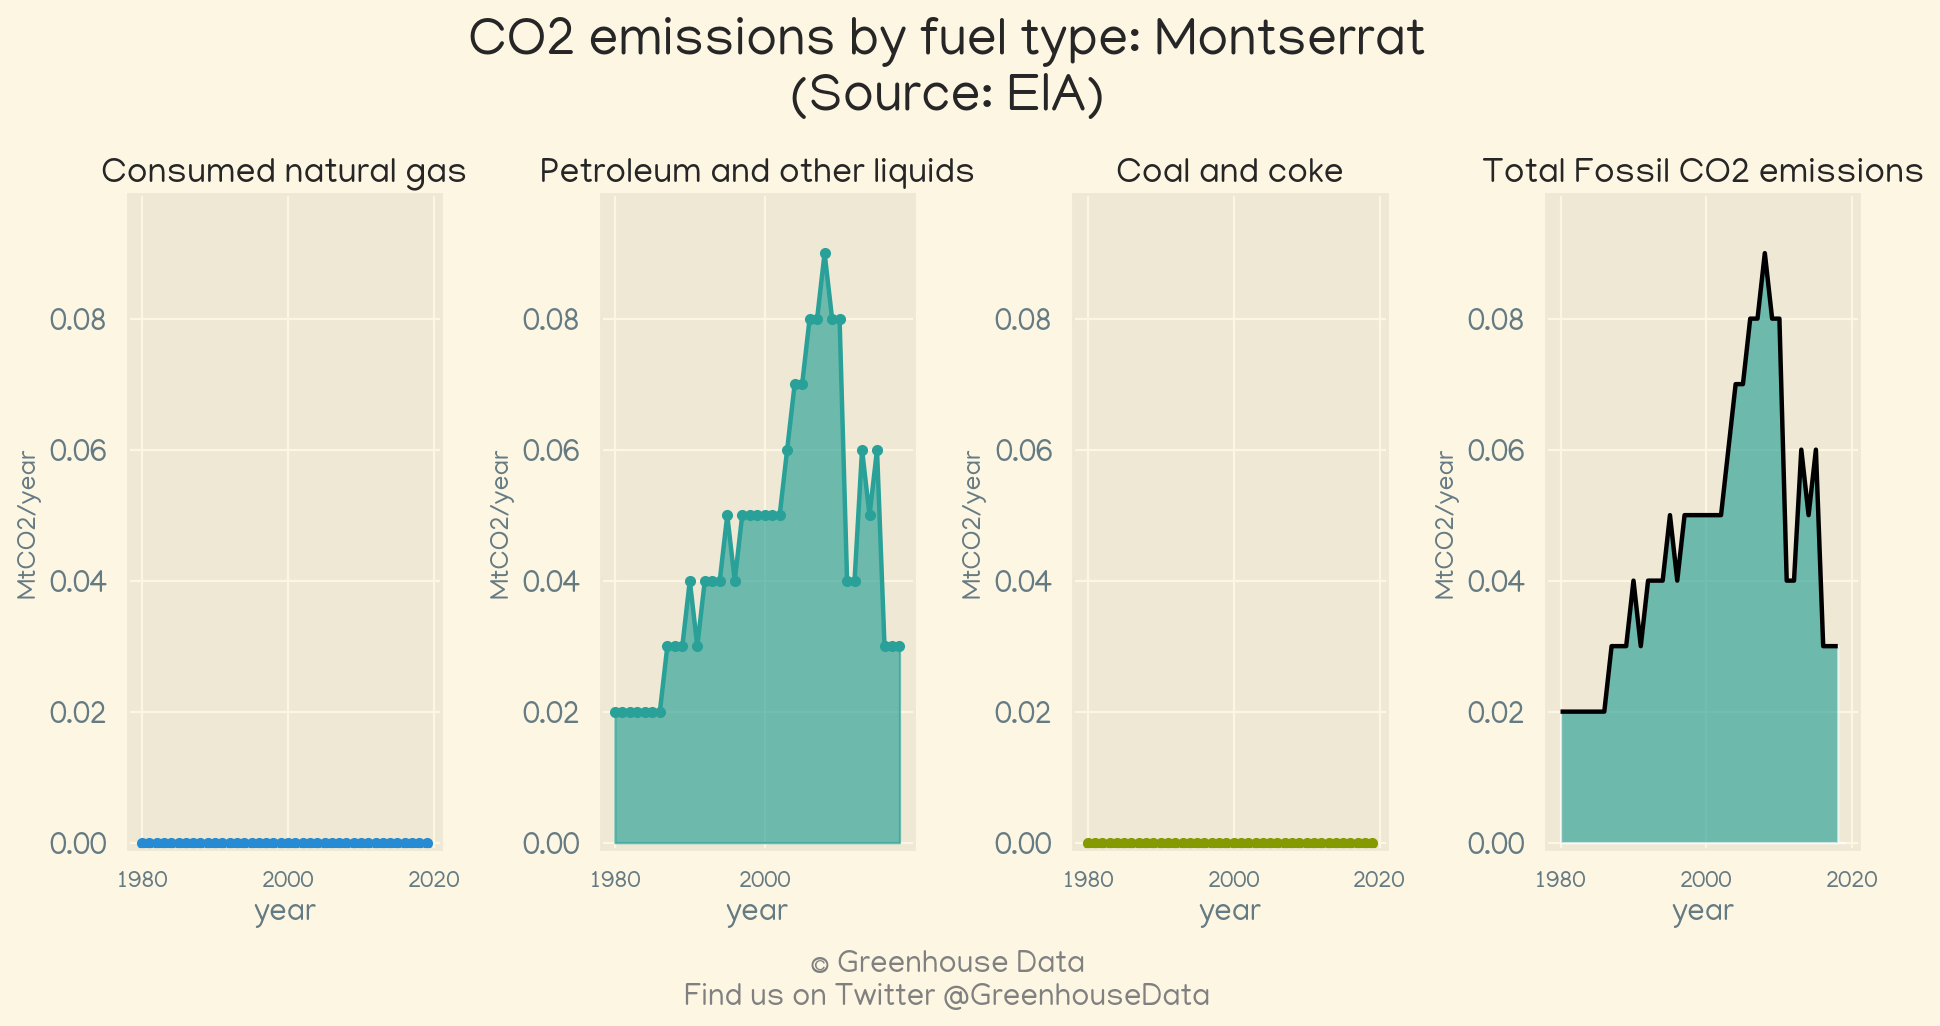 CO2 emissions by fuel type: Montserrat
(Source: EIA)
Consumed natural gas
MtCO2/year
0.08
0.06
0.04
0.02
0.00
1980 2000 2020
year
Petroleum and other liquids
MtCO2/year
0.08
0.06
0.04
0.02
0.00
1980 2000
year
Coal and coke
MtCO2/year
0.08
0.06
0.04
0.02
0.00
1980 2000 2020
year
Total Fossil CO2 emissions
MtCO2/year
0.08
0.06
0.04
0.02
0.00
1980 2000 2020
year
© Greenhouse Data
Find us on Twitter @GreenhouseData